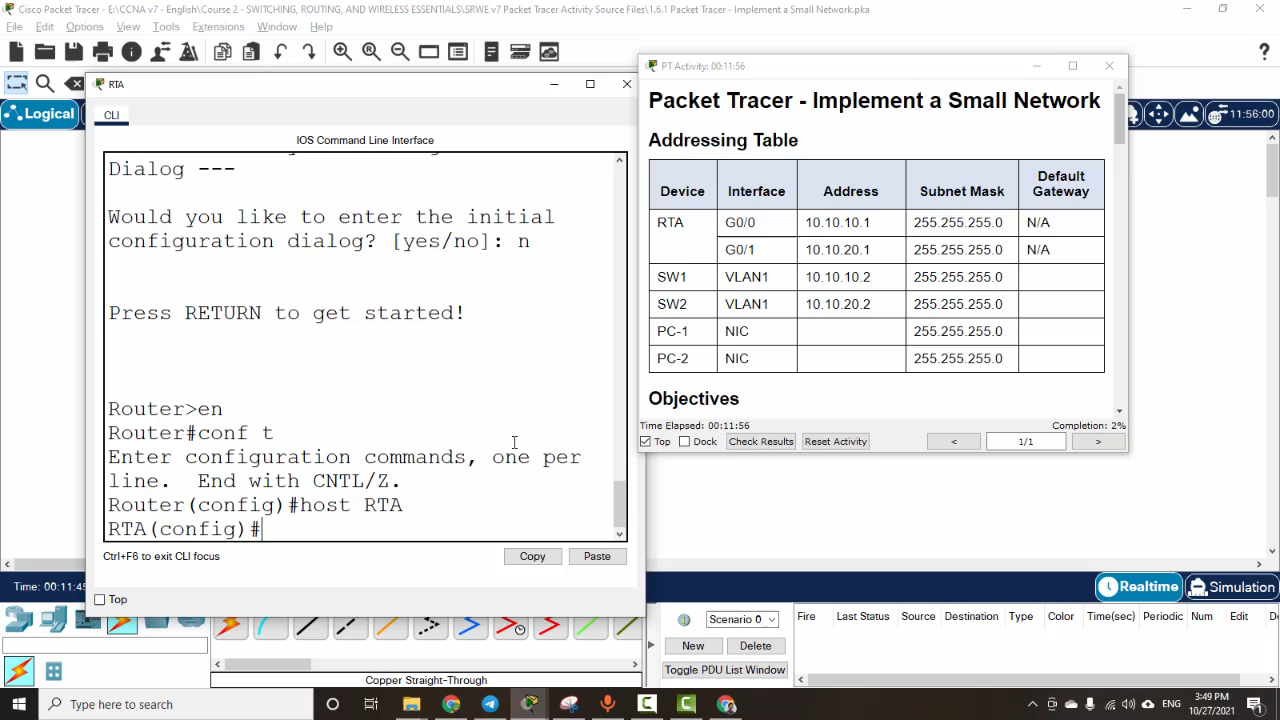 Cisco Packet Tracer - E:\CCNA v7 - English\Course 2 - SWITCHING, ROUTING, AND WIRELESS ESSENTIALS\SRWE v7 Packet Tracer Activity Source Files\1.6.1 Packet Tracer - Implement a Small Network.pka
File Edit Options View Tools Extensions Window Help
Logical
11:56:00
RTA
CLI
IOS Command Line Interface
Dialog ---
Would you like to enter the initial
configuration dialog? [yes/no]: n
Press RETURN to get started!
Router>en
Router#conf t
Enter configuration commands, one per
line.  End with CNTL/Z.
Router(config)#host RTA
RTA(config)#
Ctrl+F6 to exit CLI focus
Copy Paste
Top
PT Activity: 00:11:56
Packet Tracer - Implement a Small Network
Addressing Table
Device Interface Address Subnet Mask Default Gateway
RTA G0/0 10.10.10.1 255.255.255.0 N/A
G0/1 10.10.20.1 255.255.255.0 N/A
SW1 VLAN1 10.10.10.2 255.255.255.0
SW2 VLAN1 10.10.20.2 255.255.255.0
PC-1 NIC 255.255.255.0
PC-2 NIC 255.255.255.0
Objectives
Time Elapsed: 00:11:56 Completion: 2%
Top Dock Check Results Reset Activity < 1/1 >
Time: 00:11:45
Realtime Simulation
Scenario 0
New Delete
Toggle PDU List Window
Fire Last Status Source Destination Type Color Time(sec) Periodic Num Edit
Copper Straight-Through
Type here to search
ENG
3:49 PM
10/27/2021